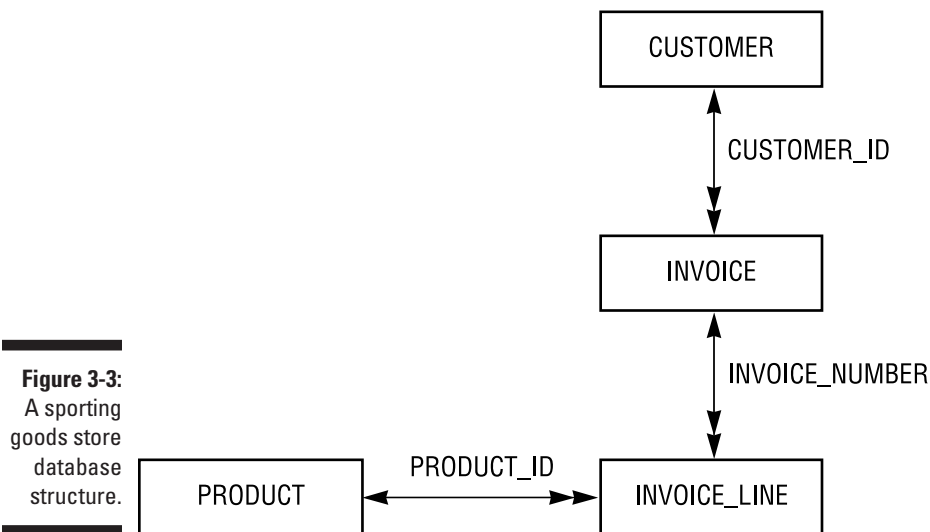 CUSTOMER
CUSTOMER_ID
INVOICE
INVOICE_NUMBER
Figure 3-3:
A sporting
goods store
database
structure.
PRODUCT_ID
PRODUCT
INVOICE_LINE